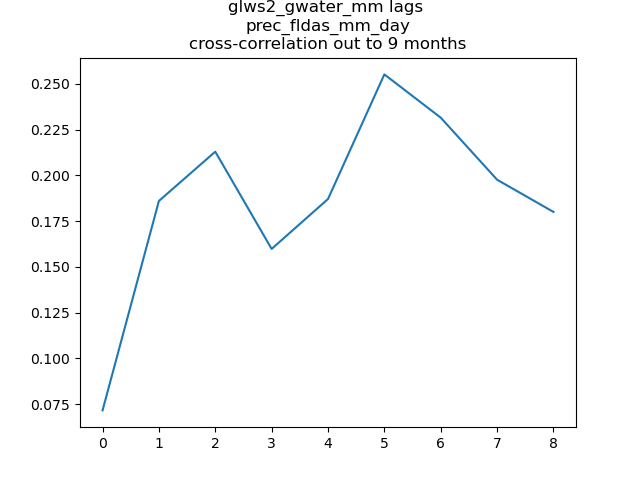 glws2_gwater_mm lags
prec_fldas_mm_day
cross-correlation out to 9 months
0.250
0.225
0.200
0.175
0.150
0.125
0.100
0.075
0 1 2 3 4 5 6 7 8